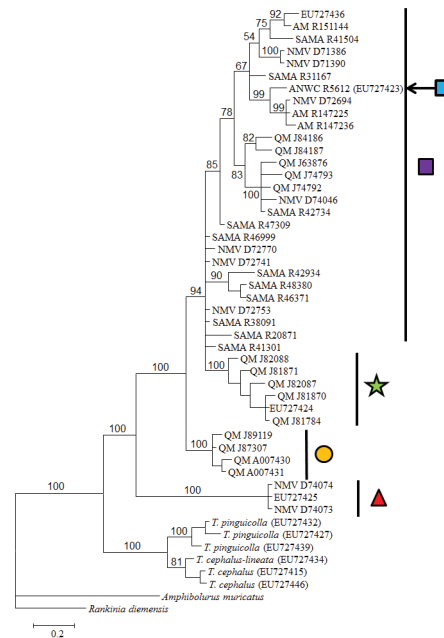 92
EU727436
75
AM R151144
54
SAMA R41504
100
NMV D71386
NMV D71390
67
SAMA R31167
ANWC R5612 (EU727423)
99
NMV D72694
99
AM R147225
AM R147236
78
82
QM J84186
QM J84187
83
QM J63876
QM J74793
QM J74792
100
NMV D74046
SAMA R42734
85
SAMA R47309
SAMA R46999
NMV D72770
NMV D72741
90
SAMA R42934
SAMA R48380
SAMA R46371
94
NMV D72753
SAMA R38091
SAMA R20871
SAMA R41301
100
QM J82088
QM J81871
QM J82087
QM J81870
EU727424
QM J81784
100
100
QM J89119
QM J87307
QM A007430
QM A007431
100
100
NMV D74074
EU727425
NMV D74073
100
T. pinguicolla (EU727432)
100
T. pinguicolla (EU727427)
T. pinguicolla (EU727439)
T. cephalus-lineata (EU727434)
81
T. cephalus (EU727415)
T. cephalus (EU727446)
Amphibolurus muricatus
Rankinia diemensis
0.2